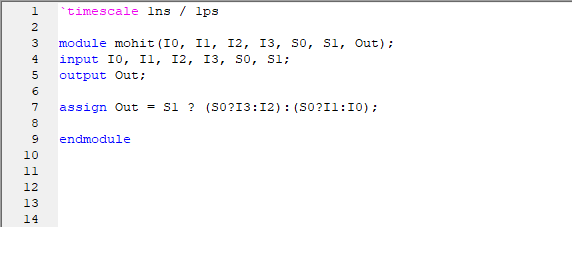 1 `timescale 1ns / 1ps
2
3 module mohit(I0, I1, I2, I3, S0, S1, Out);
4 input I0, I1, I2, I3, S0, S1;
5 output Out;
6
7 assign Out = S1 ? (S0?I3:I2):(S0?I1:I0);
8
9 endmodule
10
11
12
13
14